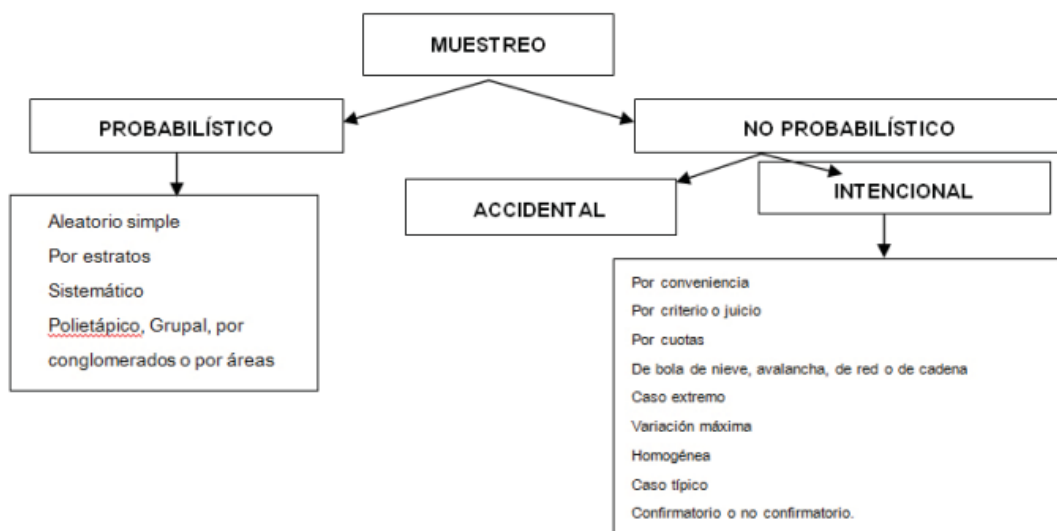 MUESTREO
PROBABILÍSTICO
NO PROBABILÍSTICO
ACCIDENTAL
INTENCIONAL
Aleatorio simple
Por estratos
Sistemático
Polietápico, Grupal, por
conglomerados o por áreas
Por conveniencia
Por criterio o juicio
Por cuotas
De bola de nieve, avalancha, de red o de cadena
Caso extremo
Variación máxima
Homogénea
Caso típico
Confirmatorio o no confirmatorio.